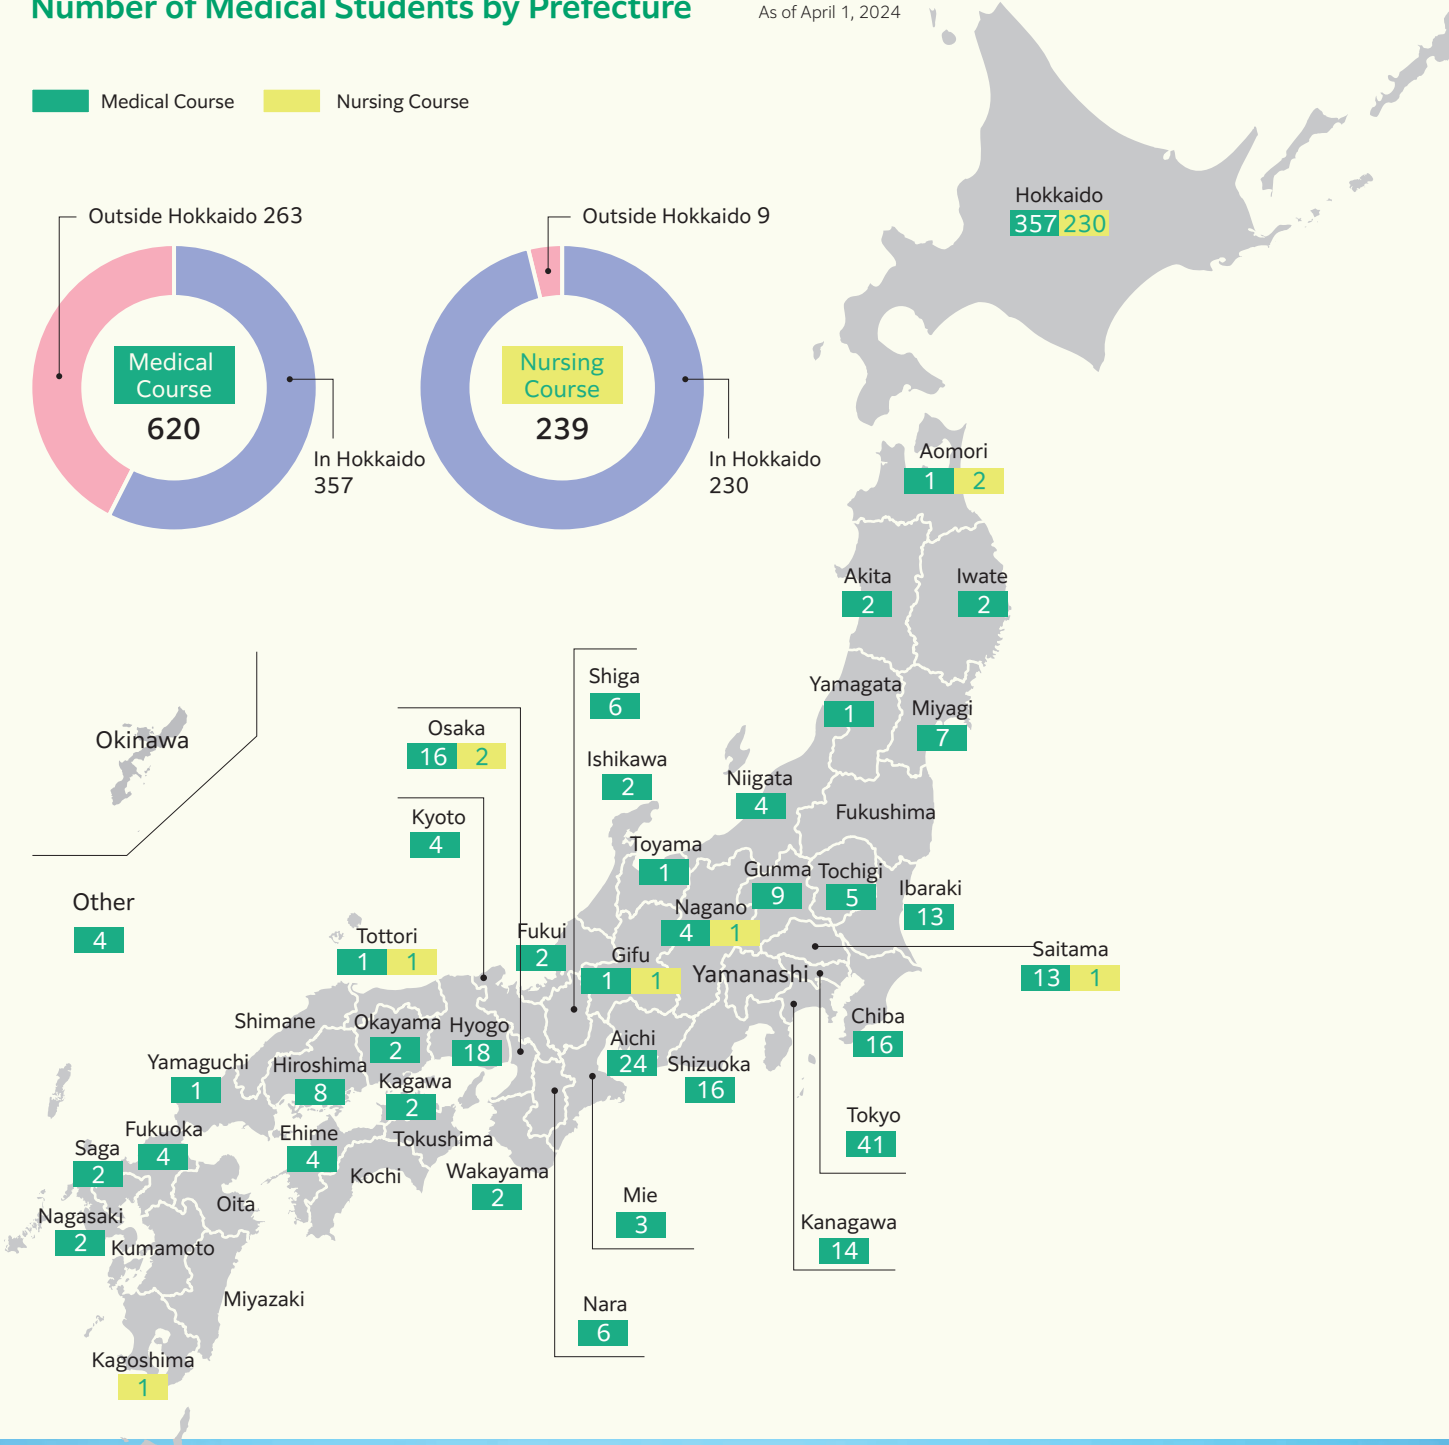 Number of Medical Students by Prefecture
As of April 1, 2024
Medical Course
Nursing Course
Outside Hokkaido 263
Medical
Course
620
In Hokkaido
357
Outside Hokkaido 9
Nursing
Course
239
In Hokkaido
230
Hokkaido
357 230
Aomori
1 2
Akita
2
Iwate
2
Yamagata
1
Miyagi
7
Shiga
6
Osaka
16 2
Okinawa
Ishikawa
2
Niigata
4
Fukushima
Kyoto
4
Toyama
1
Gunma
9
Tochigi
5
Ibaraki
13
Other
4
Nagano
4 1
Tottori
1 1
Fukui
2
Gifu
1 1
Yamanashi
Saitama
13 1
Shimane
Okayama
2
Hyogo
18
Aichi
24
Chiba
16
Yamaguchi
1
Hiroshima
8
Kagawa
2
Shizuoka
16
Tokyo
41
Saga
2
Fukuoka
4
Ehime
4
Tokushima
Kochi
Wakayama
2
Mie
3
Kanagawa
14
Nagasaki
2
Oita
Kumamoto
Miyazaki
Nara
6
Kagoshima
1